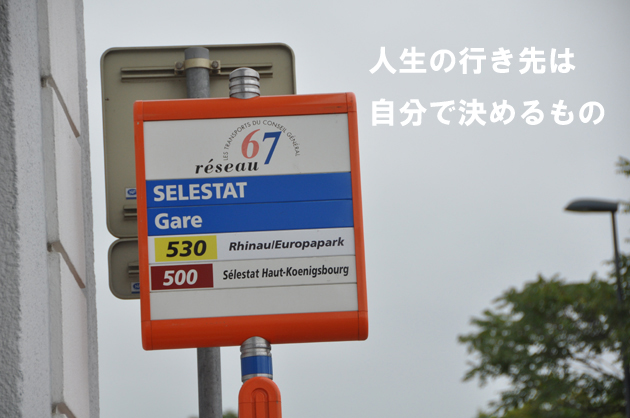 人生の行き先は
自分で決めるもの
LES TRANSPORTS DU CONSEIL GÉNÉRAL
67
réseau
SELESTAT
Gare
530 Rhinau/Europapark
500 Sélestat Haut-Koenigsbourg